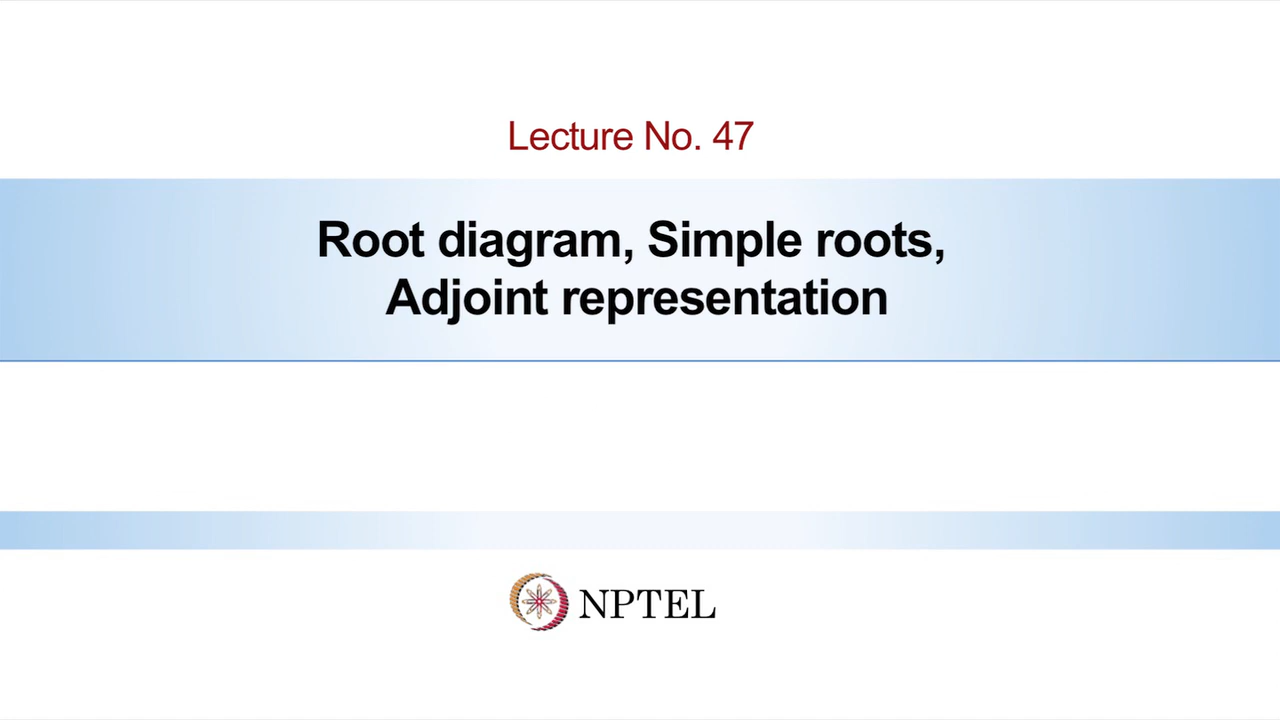 Lecture No. 47
Root diagram, Simple roots,
Adjoint representation
NPTEL